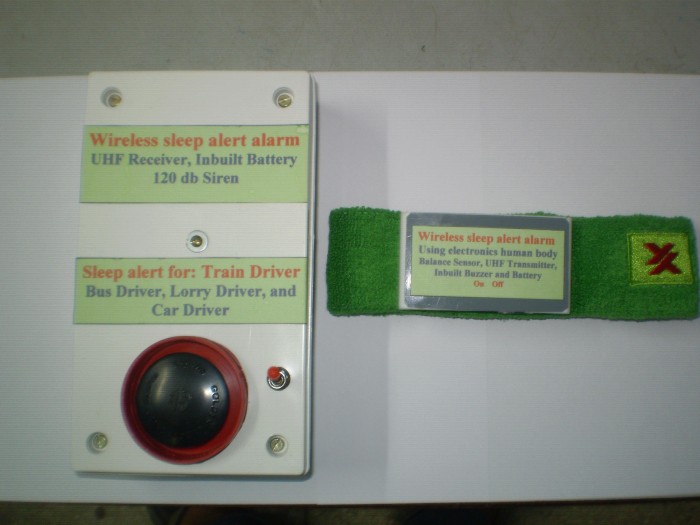 Wireless sleep alert alarm
UHF Receiver, Inbuilt Battery
120 db Siren
Sleep alert for: Train Driver
Bus Driver, Lorry Driver, and
Car Driver
Wireless sleep alert alarm
Using electronics human body
Balance Sensor, UHF Transmitter,
Inbuilt Buzzer and Battery
On Off